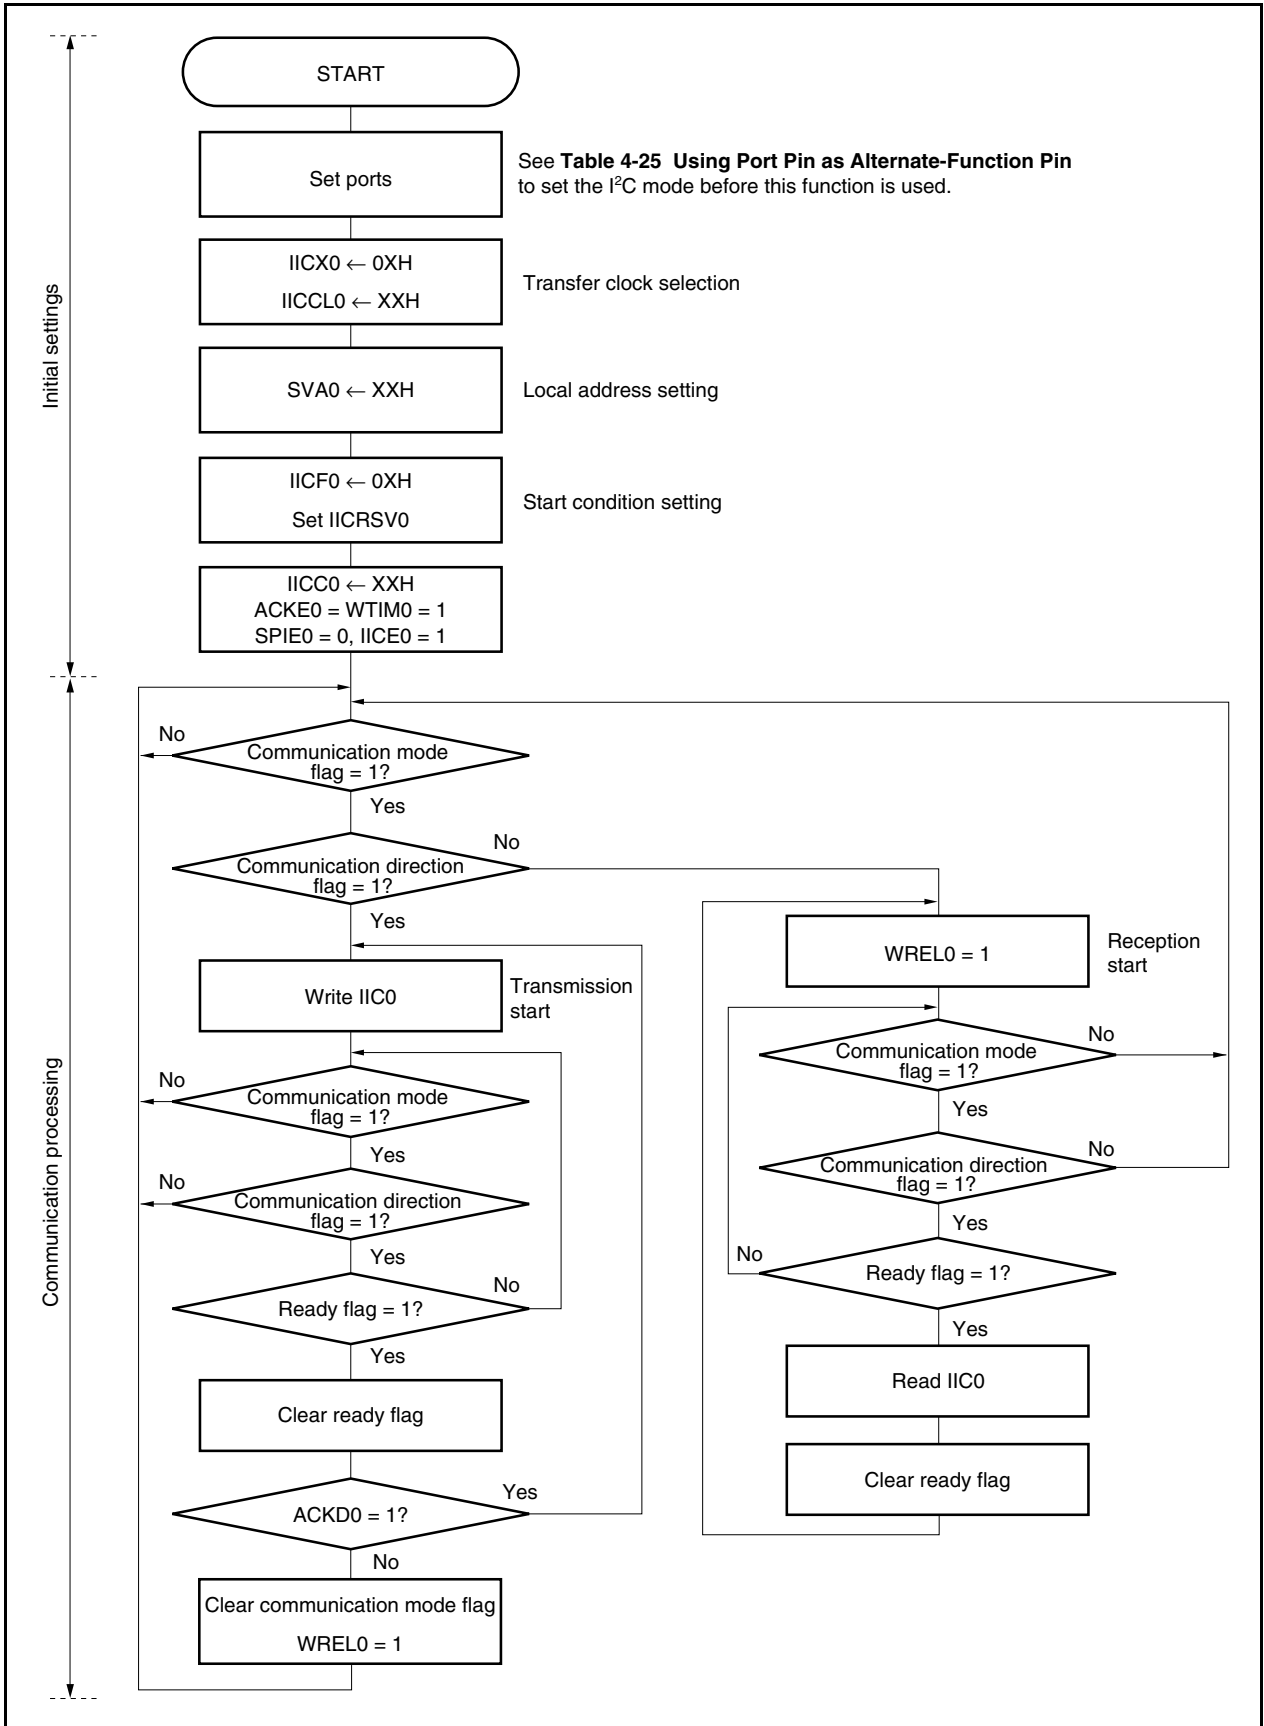 START
Set ports
See Table 4-25 Using Port Pin as Alternate-Function Pin
to set the I²C mode before this function is used.
IICX0 ← 0XH
IICCL0 ← XXH
Transfer clock selection
SVA0 ← XXH
Local address setting
IICF0 ← 0XH
Set IICRSV0
Start condition setting
IICC0 ← XXH
ACKE0 = WTIM0 = 1
SPIE0 = 0, IICE0 = 1
Initial settings
No
Communication mode
flag = 1?
Yes
Communication direction
flag = 1?
No
Yes
Write IIC0
Transmission
start
No
Communication mode
flag = 1?
Yes
No
Communication direction
flag = 1?
Yes
Ready flag = 1?
No
Yes
Clear ready flag
ACKD0 = 1?
Yes
No
Clear communication mode flag
WREL0 = 1
WREL0 = 1
Reception
start
Communication mode
flag = 1?
No
Yes
Communication direction
flag = 1?
No
Yes
No
Ready flag = 1?
Yes
Read IIC0
Clear ready flag
Communication processing